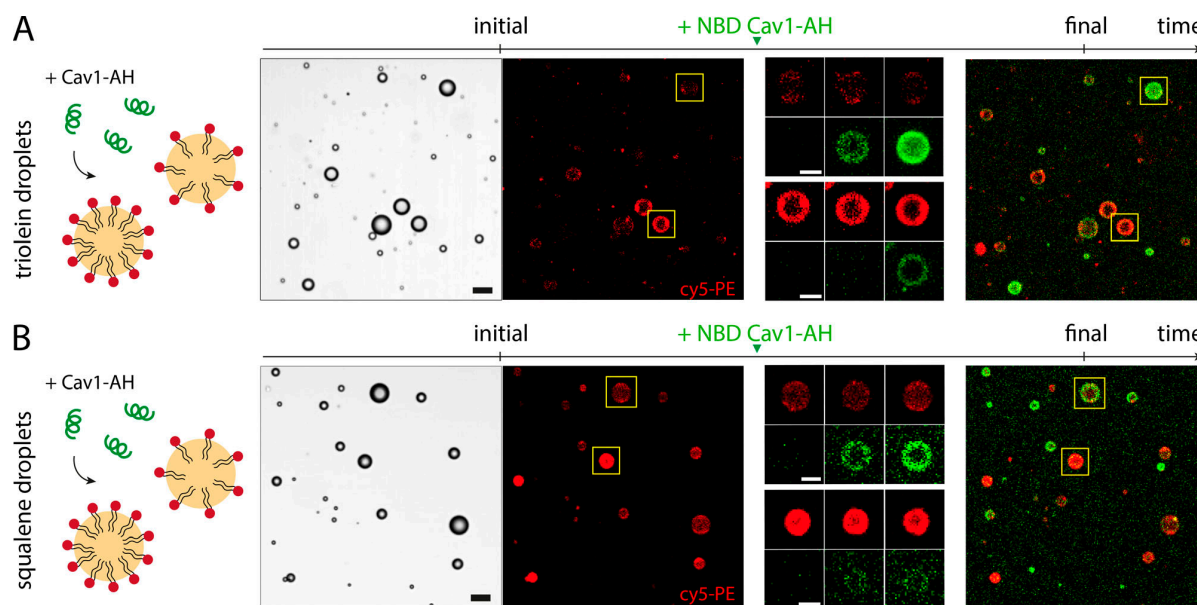 A
initial
+ NBD Cav1-AH
final
time
+ Cav1-AH
triolein droplets
cy5-PE
B
initial
+ NBD Cav1-AH
final
time
+ Cav1-AH
squalene droplets
cy5-PE